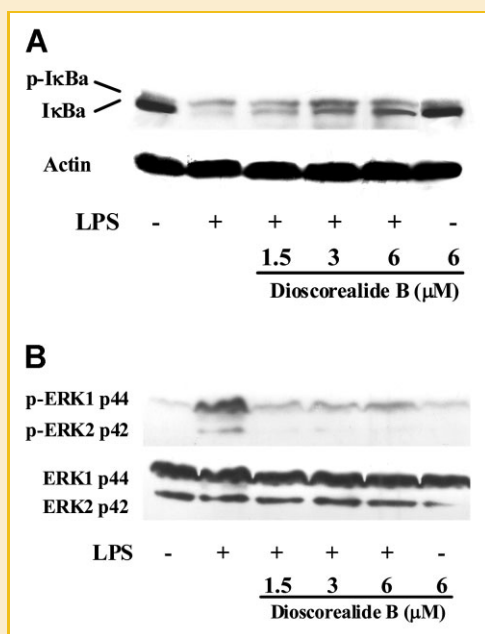 A
p-IκBa
IκBa
Actin
LPS - + + + + -
1.5 3 6 6
Dioscorealide B (μM)
B
p-ERK1 p44
p-ERK2 p42
ERK1 p44
ERK2 p42
LPS - + + + + -
1.5 3 6 6
Dioscorealide B (μM)